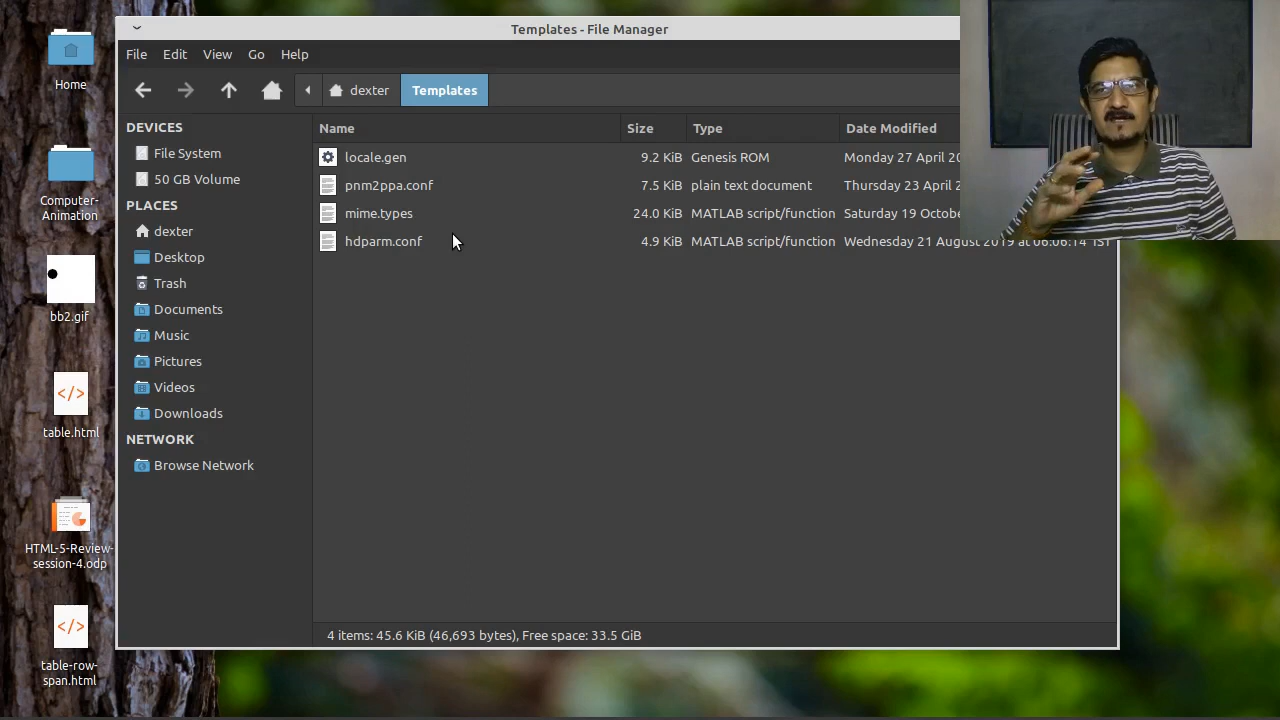 Home
Computer-
Animation
bb2.gif
table.html
HTML-5-Review-
session-4.odp
table-row-
span.html
Templates - File Manager
File Edit View Go Help
dexter Templates
DEVICES
File System
50 GB Volume
PLACES
dexter
Desktop
Trash
Documents
Music
Pictures
Videos
Downloads
NETWORK
Browse Network
Name Size Type Date Modified
locale.gen 9.2 KiB Genesis ROM Monday 27 April 20
pnm2ppa.conf 7.5 KiB plain text document Thursday 23 April 2
mime.types 24.0 KiB MATLAB script/function Saturday 19 Octobe
hdparm.conf 4.9 KiB MATLAB script/function Wednesday 21 August 2019 at 06:06:14 IST
4 items: 45.6 KiB (46,693 bytes), Free space: 33.5 GiB